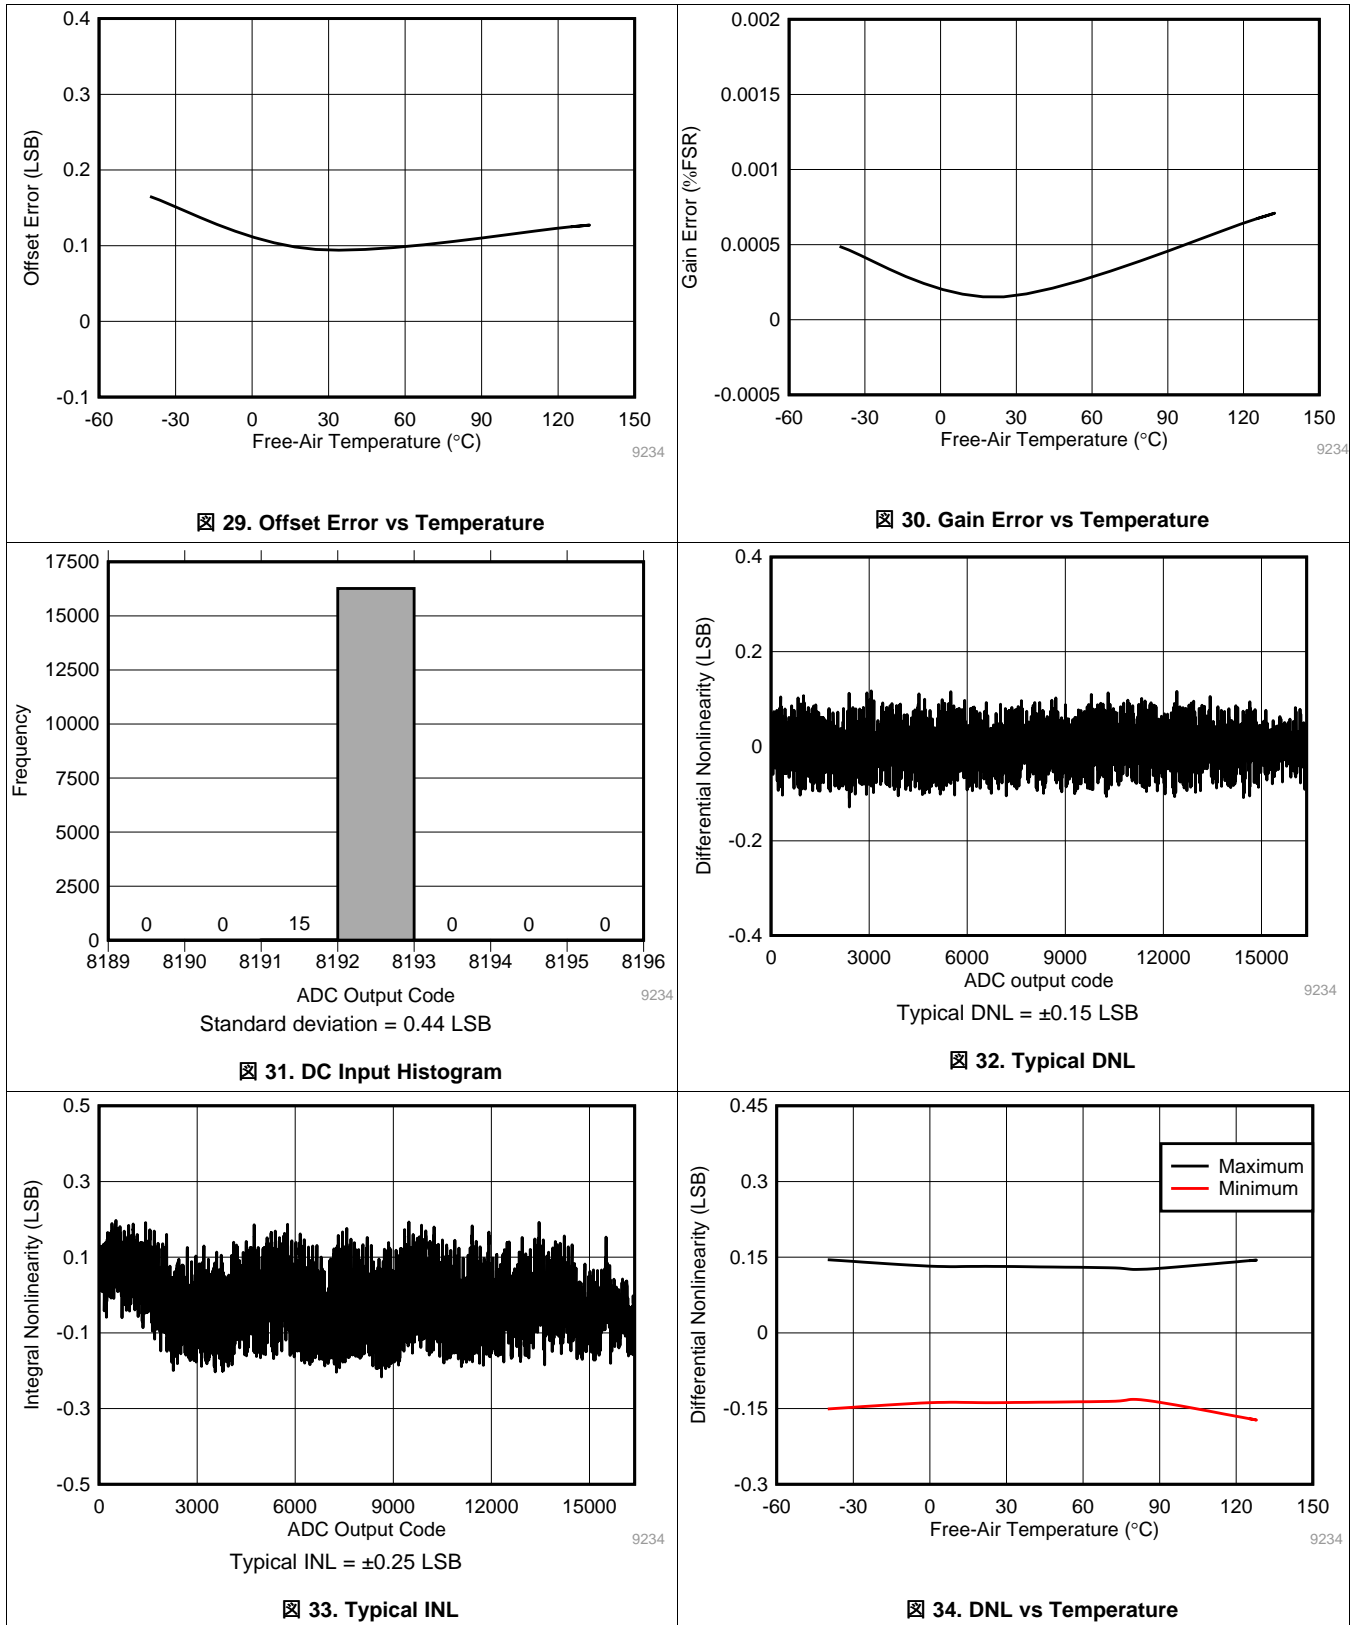 0.4
0.3
0.2
0.1
0
-0.1
Offset Error (LSB)
-60 -30 0 30 60 90 120 150
Free-Air Temperature (°C)
9234
図 29. Offset Error vs Temperature
0.002
0.0015
0.001
0.0005
0
-0.0005
Gain Error (%FSR)
-60 -30 0 30 60 90 120 150
Free-Air Temperature (°C)
9234
図 30. Gain Error vs Temperature
17500
15000
12500
10000
7500
5000
2500
0
Frequency
0 0 15 0 0 0
8189 8190 8191 8192 8193 8194 8195 8196
ADC Output Code
9234
Standard deviation = 0.44 LSB
図 31. DC Input Histogram
0.4
0.2
0
-0.2
-0.4
Differential Nonlinearity (LSB)
0 3000 6000 9000 12000 15000
ADC output code
9234
Typical DNL = ±0.15 LSB
図 32. Typical DNL
0.5
0.3
0.1
-0.1
-0.3
-0.5
Integral Nonlinearity (LSB)
0 3000 6000 9000 12000 15000
ADC Output Code
9234
Typical INL = ±0.25 LSB
図 33. Typical INL
0.45
0.3
0.15
0
-0.15
-0.3
Differential Nonlinearity (LSB)
Maximum
Minimum
-60 -30 0 30 60 90 120 150
Free-Air Temperature (°C)
9234
図 34. DNL vs Temperature